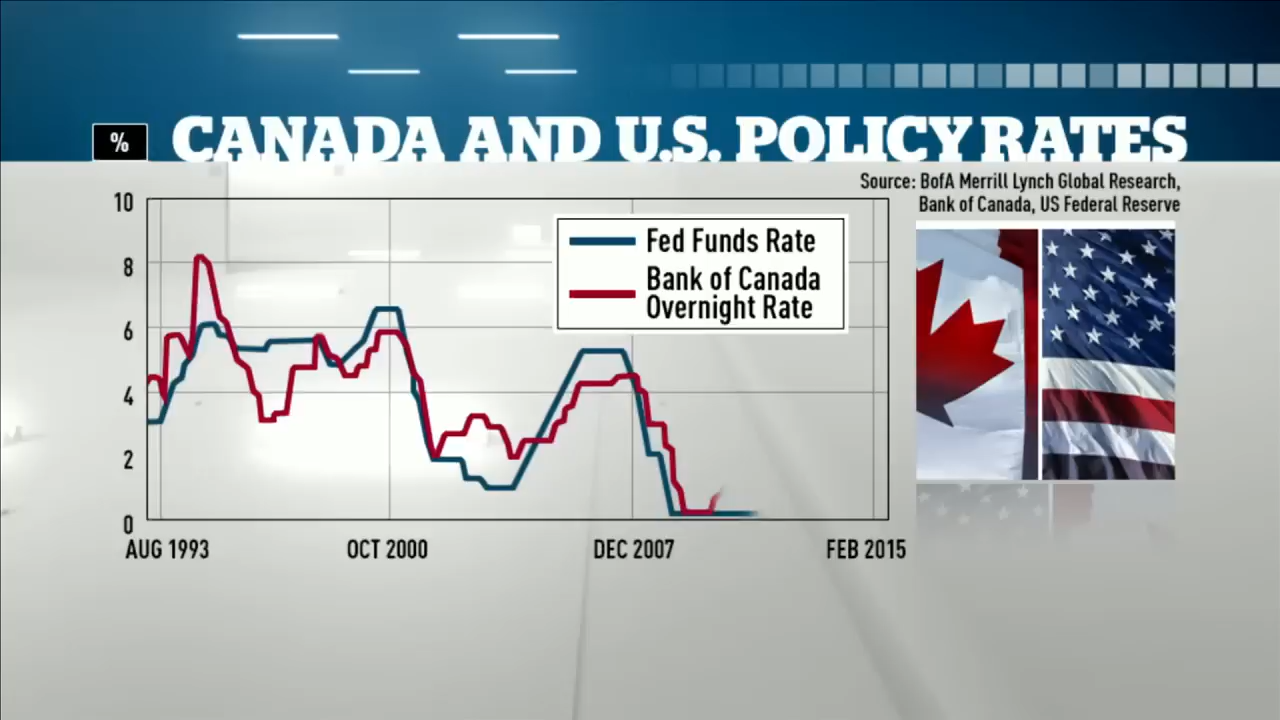 %
CANADA AND U.S. POLICY RATES
Source: BofA Merrill Lynch Global Research,
Bank of Canada, US Federal Reserve
10
8
6
4
2
0
Fed Funds Rate
Bank of Canada
Overnight Rate
AUG 1993
OCT 2000
DEC 2007
FEB 2015